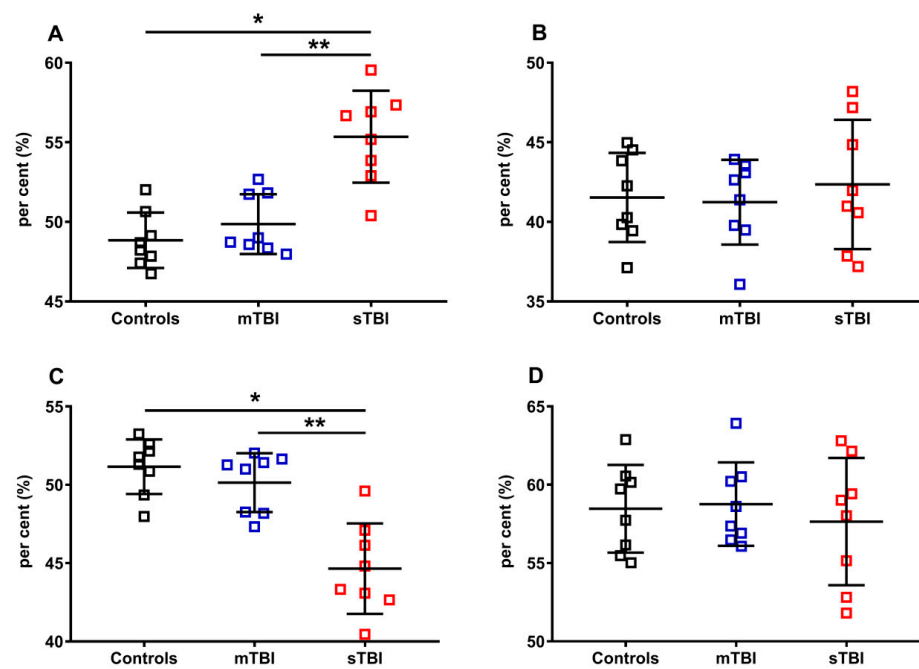 A
*
**
per cent (%)
60
55
50
45
Controls mTBI sTBI
B
per cent (%)
50
45
40
35
Controls mTBI sTBI
C
*
**
per cent (%)
55
50
45
40
Controls mTBI sTBI
D
per cent (%)
65
60
55
50
Controls mTBI sTBI